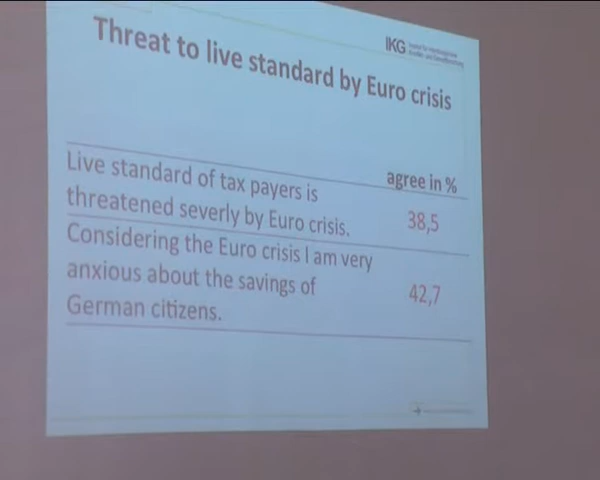 Threat to live standard by Euro crisis
IKG
agree in %
Live standard of tax payers is
threatened severly by Euro crisis.
38,5
Considering the Euro crisis I am very
anxious about the savings of
German citizens.
42,7